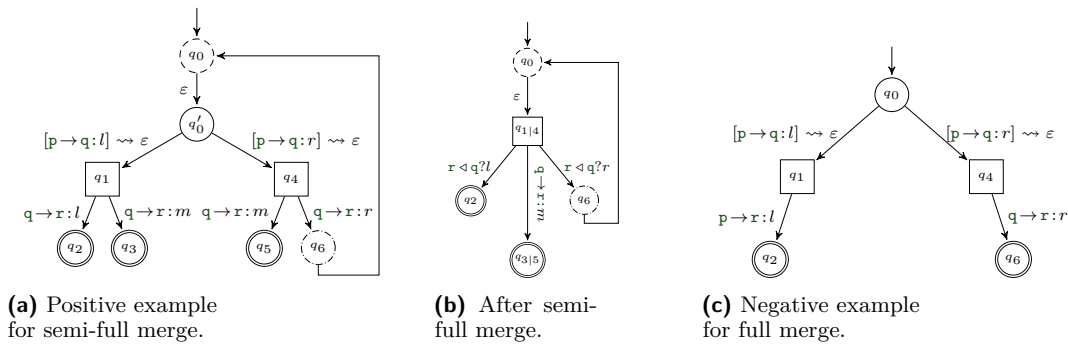 q₀
ε
q₀′
[p→q:l] ⇝ ε [p→q:r] ⇝ ε
q₁ q₄
q→r:l q→r:m q→r:m q→r:r
q₂ q₃ q₅ q₆
(a) Positive example
for semi-full merge.
q₀
ε
q₁|₄
r◁q?l q→r:m r◁q?r
q₂ q₆
q₃|₅
(b) After semi-
full merge.
q₀
[p→q:l] ⇝ ε [p→q:r] ⇝ ε
q₁ q₄
p→r:l q→r:r
q₂ q₆
(c) Negative example
for full merge.